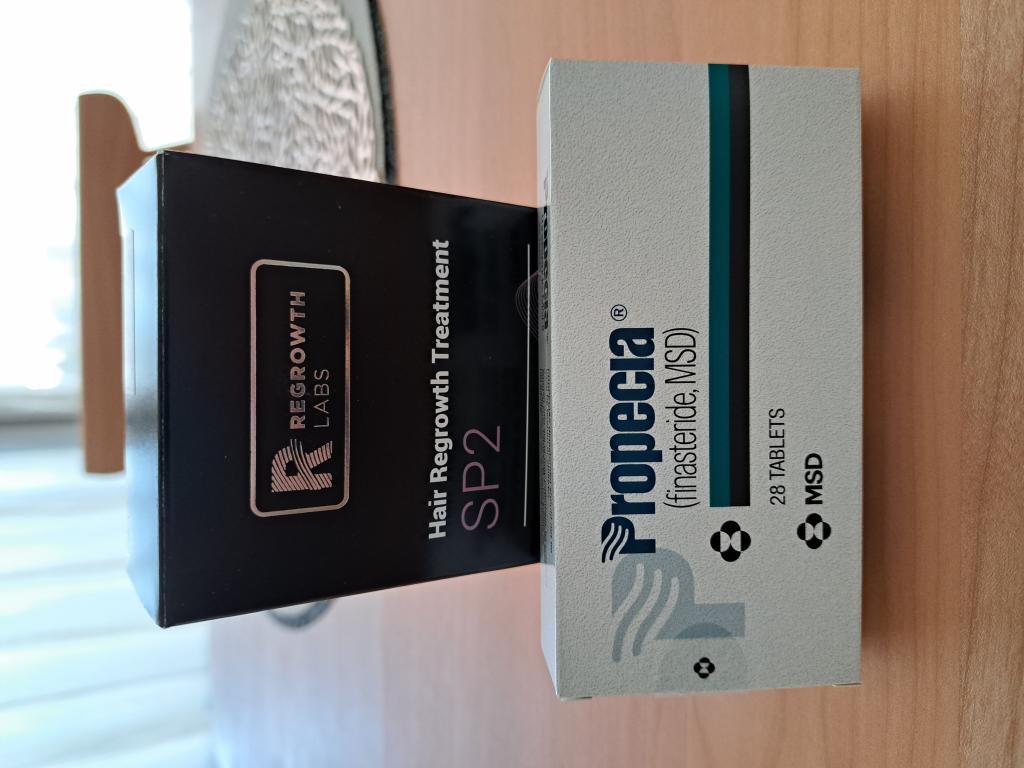 REGROWTH
LABS
Hair Regrowth Treatment
SP2
Propecia®
(finasteride, MSD)
28 TABLETS
MSD